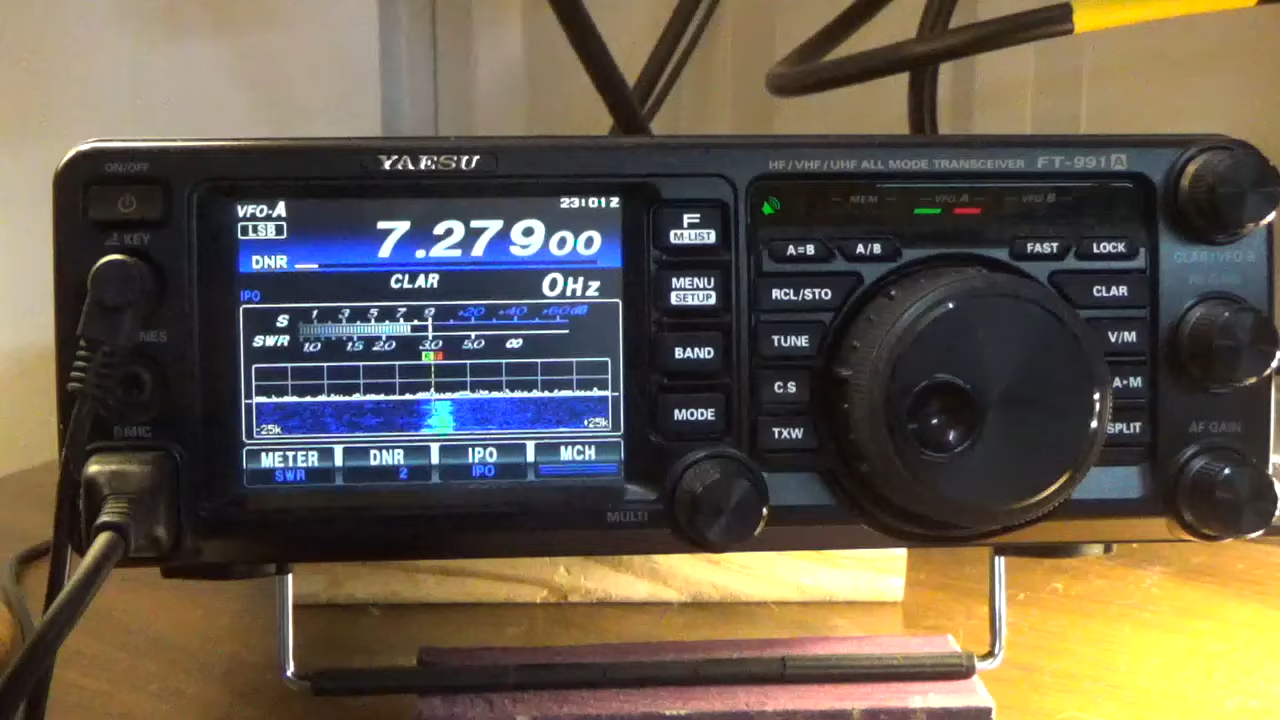 ON/OFF
YAESU
HF/VHF/UHF ALL MODE TRANSCEIVER FT-991A
VFO-A
23:01Z
LSB
7.27900
DNR
CLAR
0Hz
IPO
S 1 3 5 7 9 +20 +40 +60dB
SWR 1.0 1.5 2.0 3.0 5.0 ∞
-25k
+25k
METER
SWR
DNR
2
IPO
IPO
MCH
KEY
MIC
F
M-LIST
MENU
SETUP
BAND
MODE
MULTI
MEM
VFO A
VFO B
A=B
A/B
FAST
LOCK
RCL/STO
CLAR
TUNE
V/M
C.S
A▶M
TXW
SPLIT
CLAR/VFO B
AF GAIN